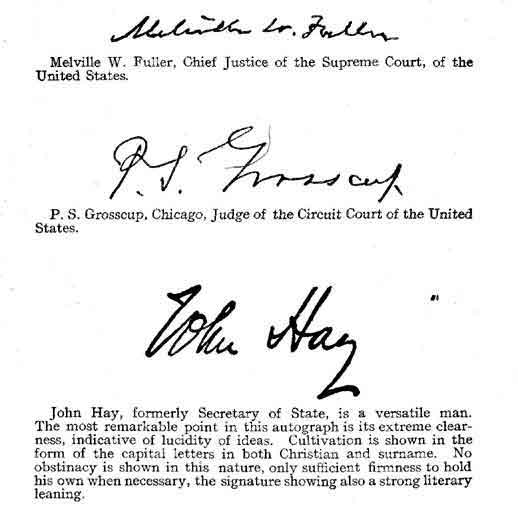 Melville W. Fuller
Melville W. Fuller, Chief Justice of the Supreme Court, of the
United States.
P. S. Grosscup
P. S. Grosscup, Chicago, Judge of the Circuit Court of the United
States.
John Hay
John Hay, formerly Secretary of State, is a versatile man.
The most remarkable point in this autograph is its extreme clear-
ness, indicative of lucidity of ideas. Cultivation is shown in the
form of the capital letters in both Christian and surname. No
obstinacy is shown in this nature, only sufficient firmness to hold
his own when necessary, the signature showing also a strong literary
leaning.